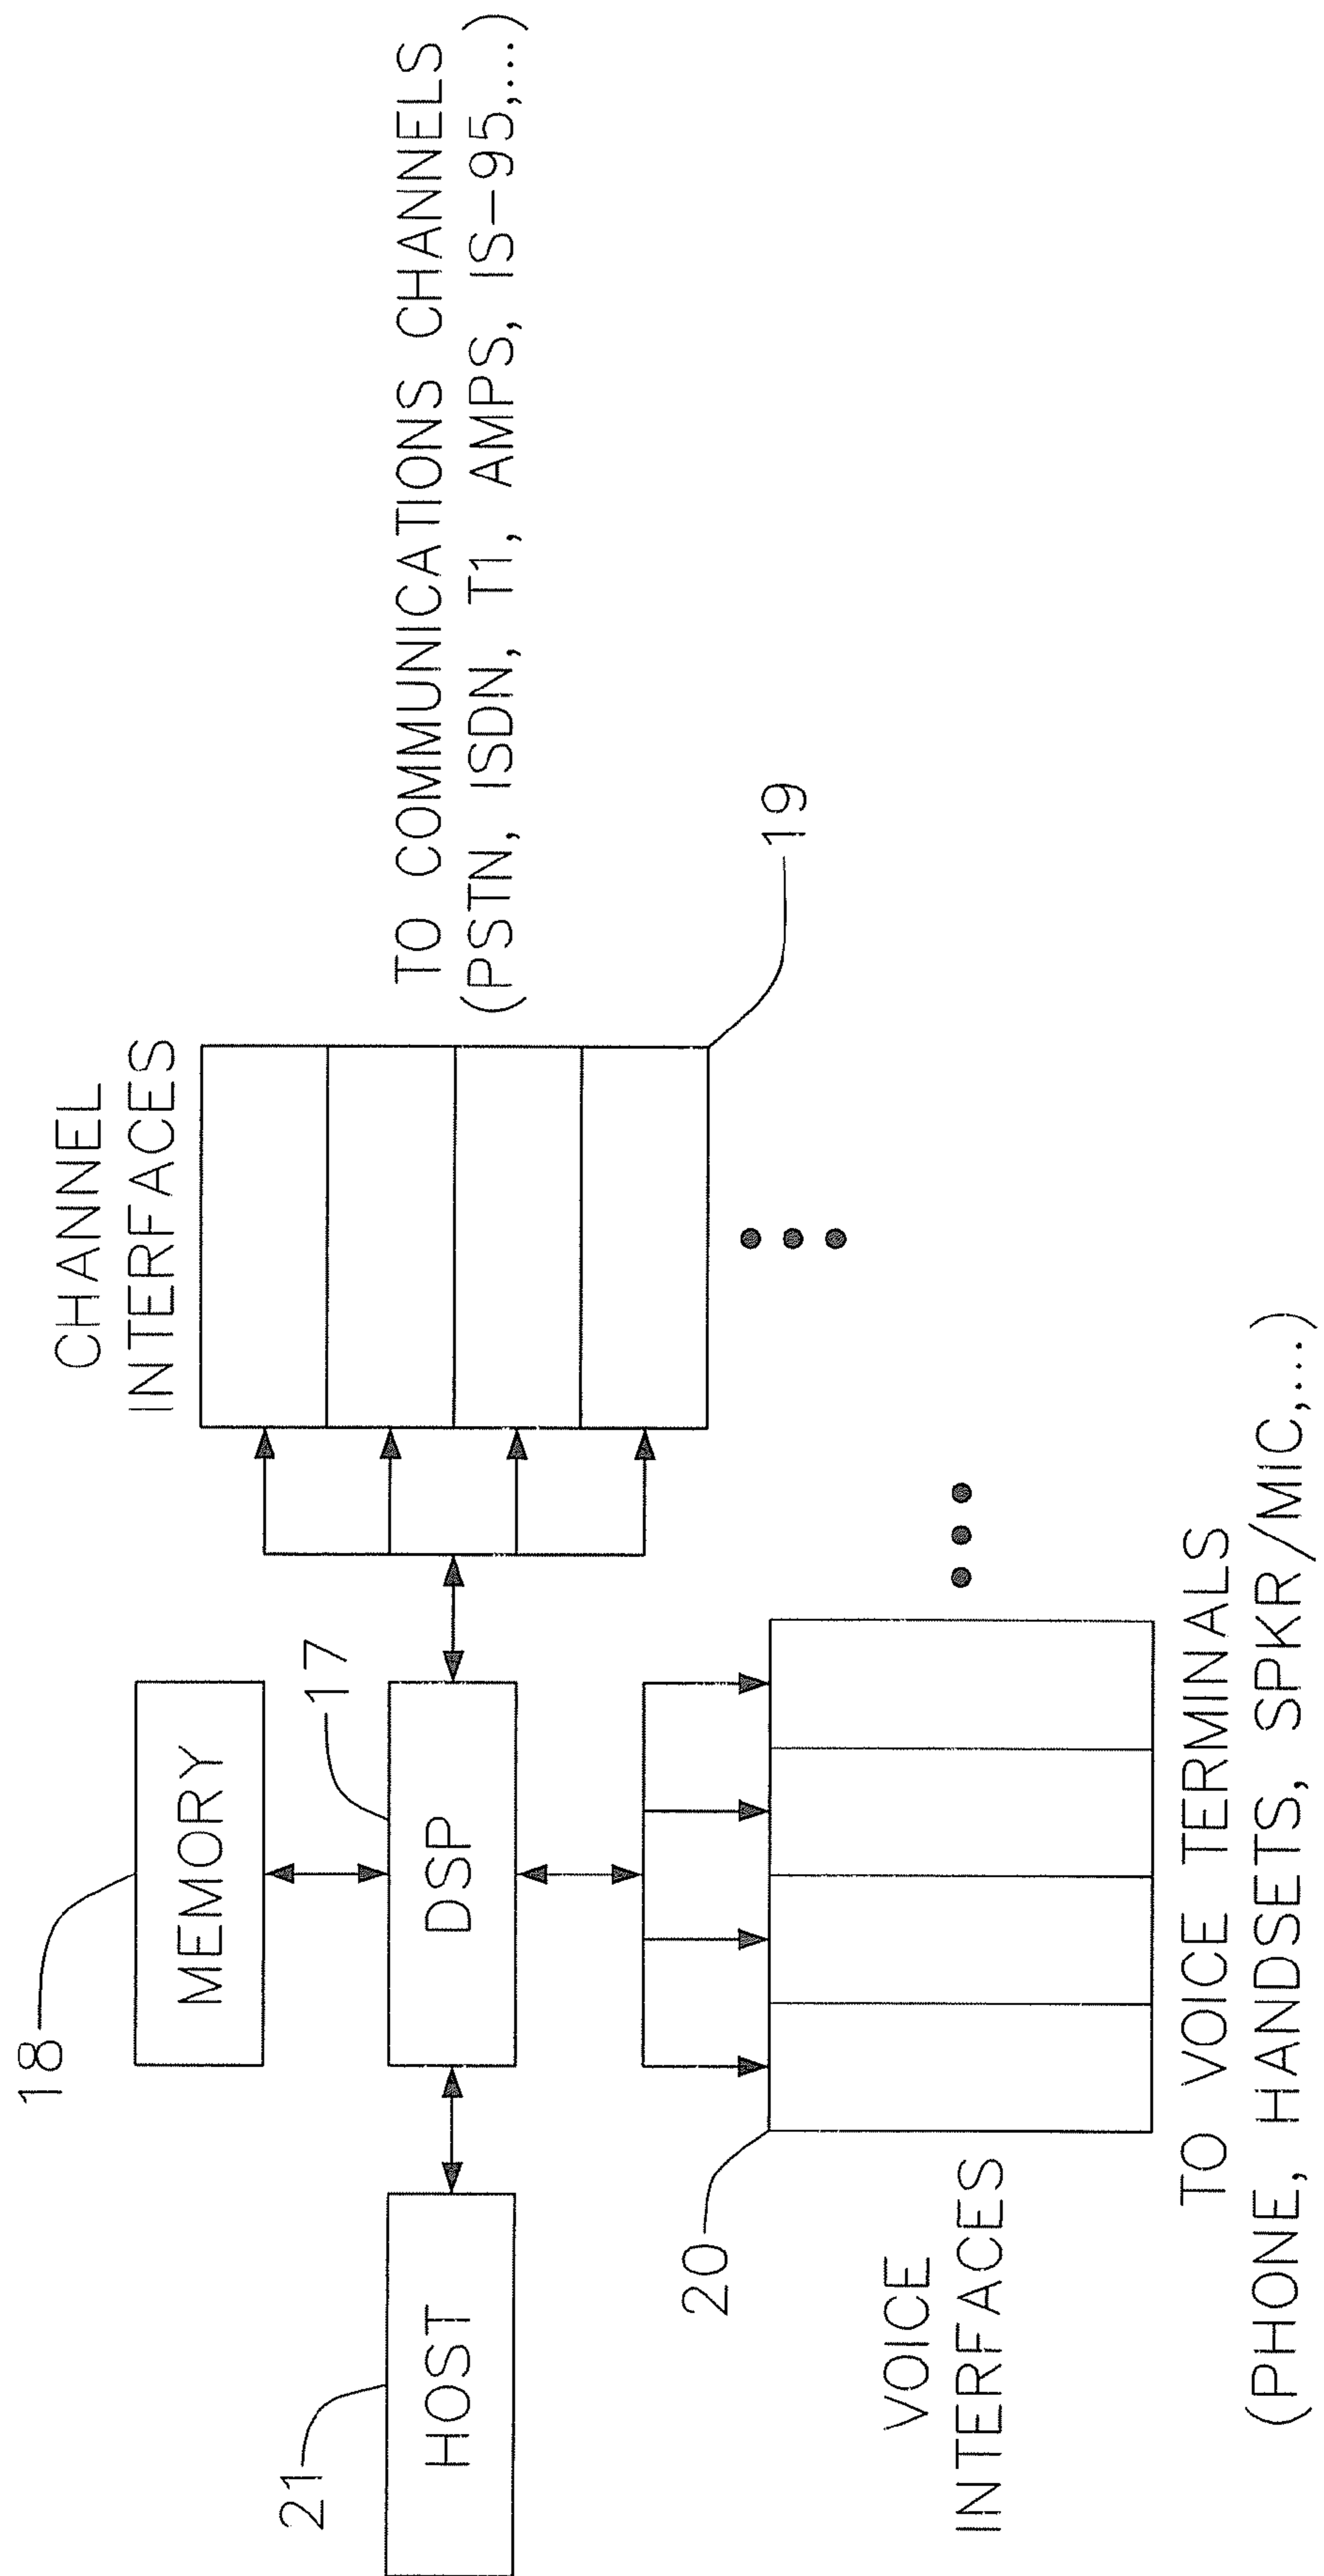 CHANNEL
INTERFACES
18
MEMORY
17
21
HOST
DSP
TO COMMUNICATIONS CHANNELS
(PSTN, ISDN, T1, AMPS, IS-95,...)
19
20
VOICE
INTERFACES
TO VOICE TERMINALS
(PHONE, HANDSETS, SPKR/MIC,...)